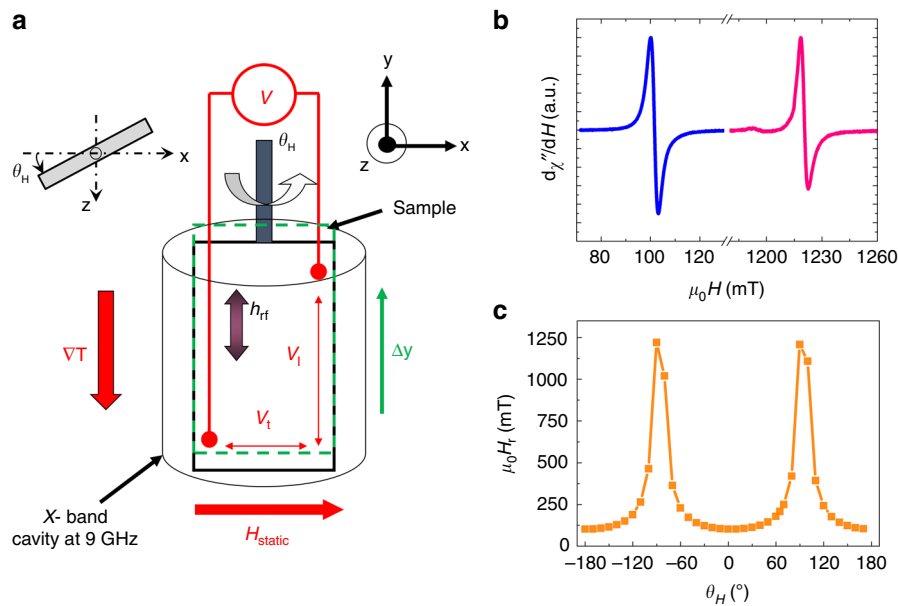 a
V
y
θH
x
z
θH
x
z
Sample
hrf
∇T
Vl
Δy
Vt
X- band
cavity at 9 GHz
Hstatic
b
dχ″/dH (a.u.)
80 100 120 1200 1230 1260
μ0H (mT)
c
μ0Hr (mT)
1250
1000
750
500
250
0
–180 –120 –60 0 60 120 180
θH (°)